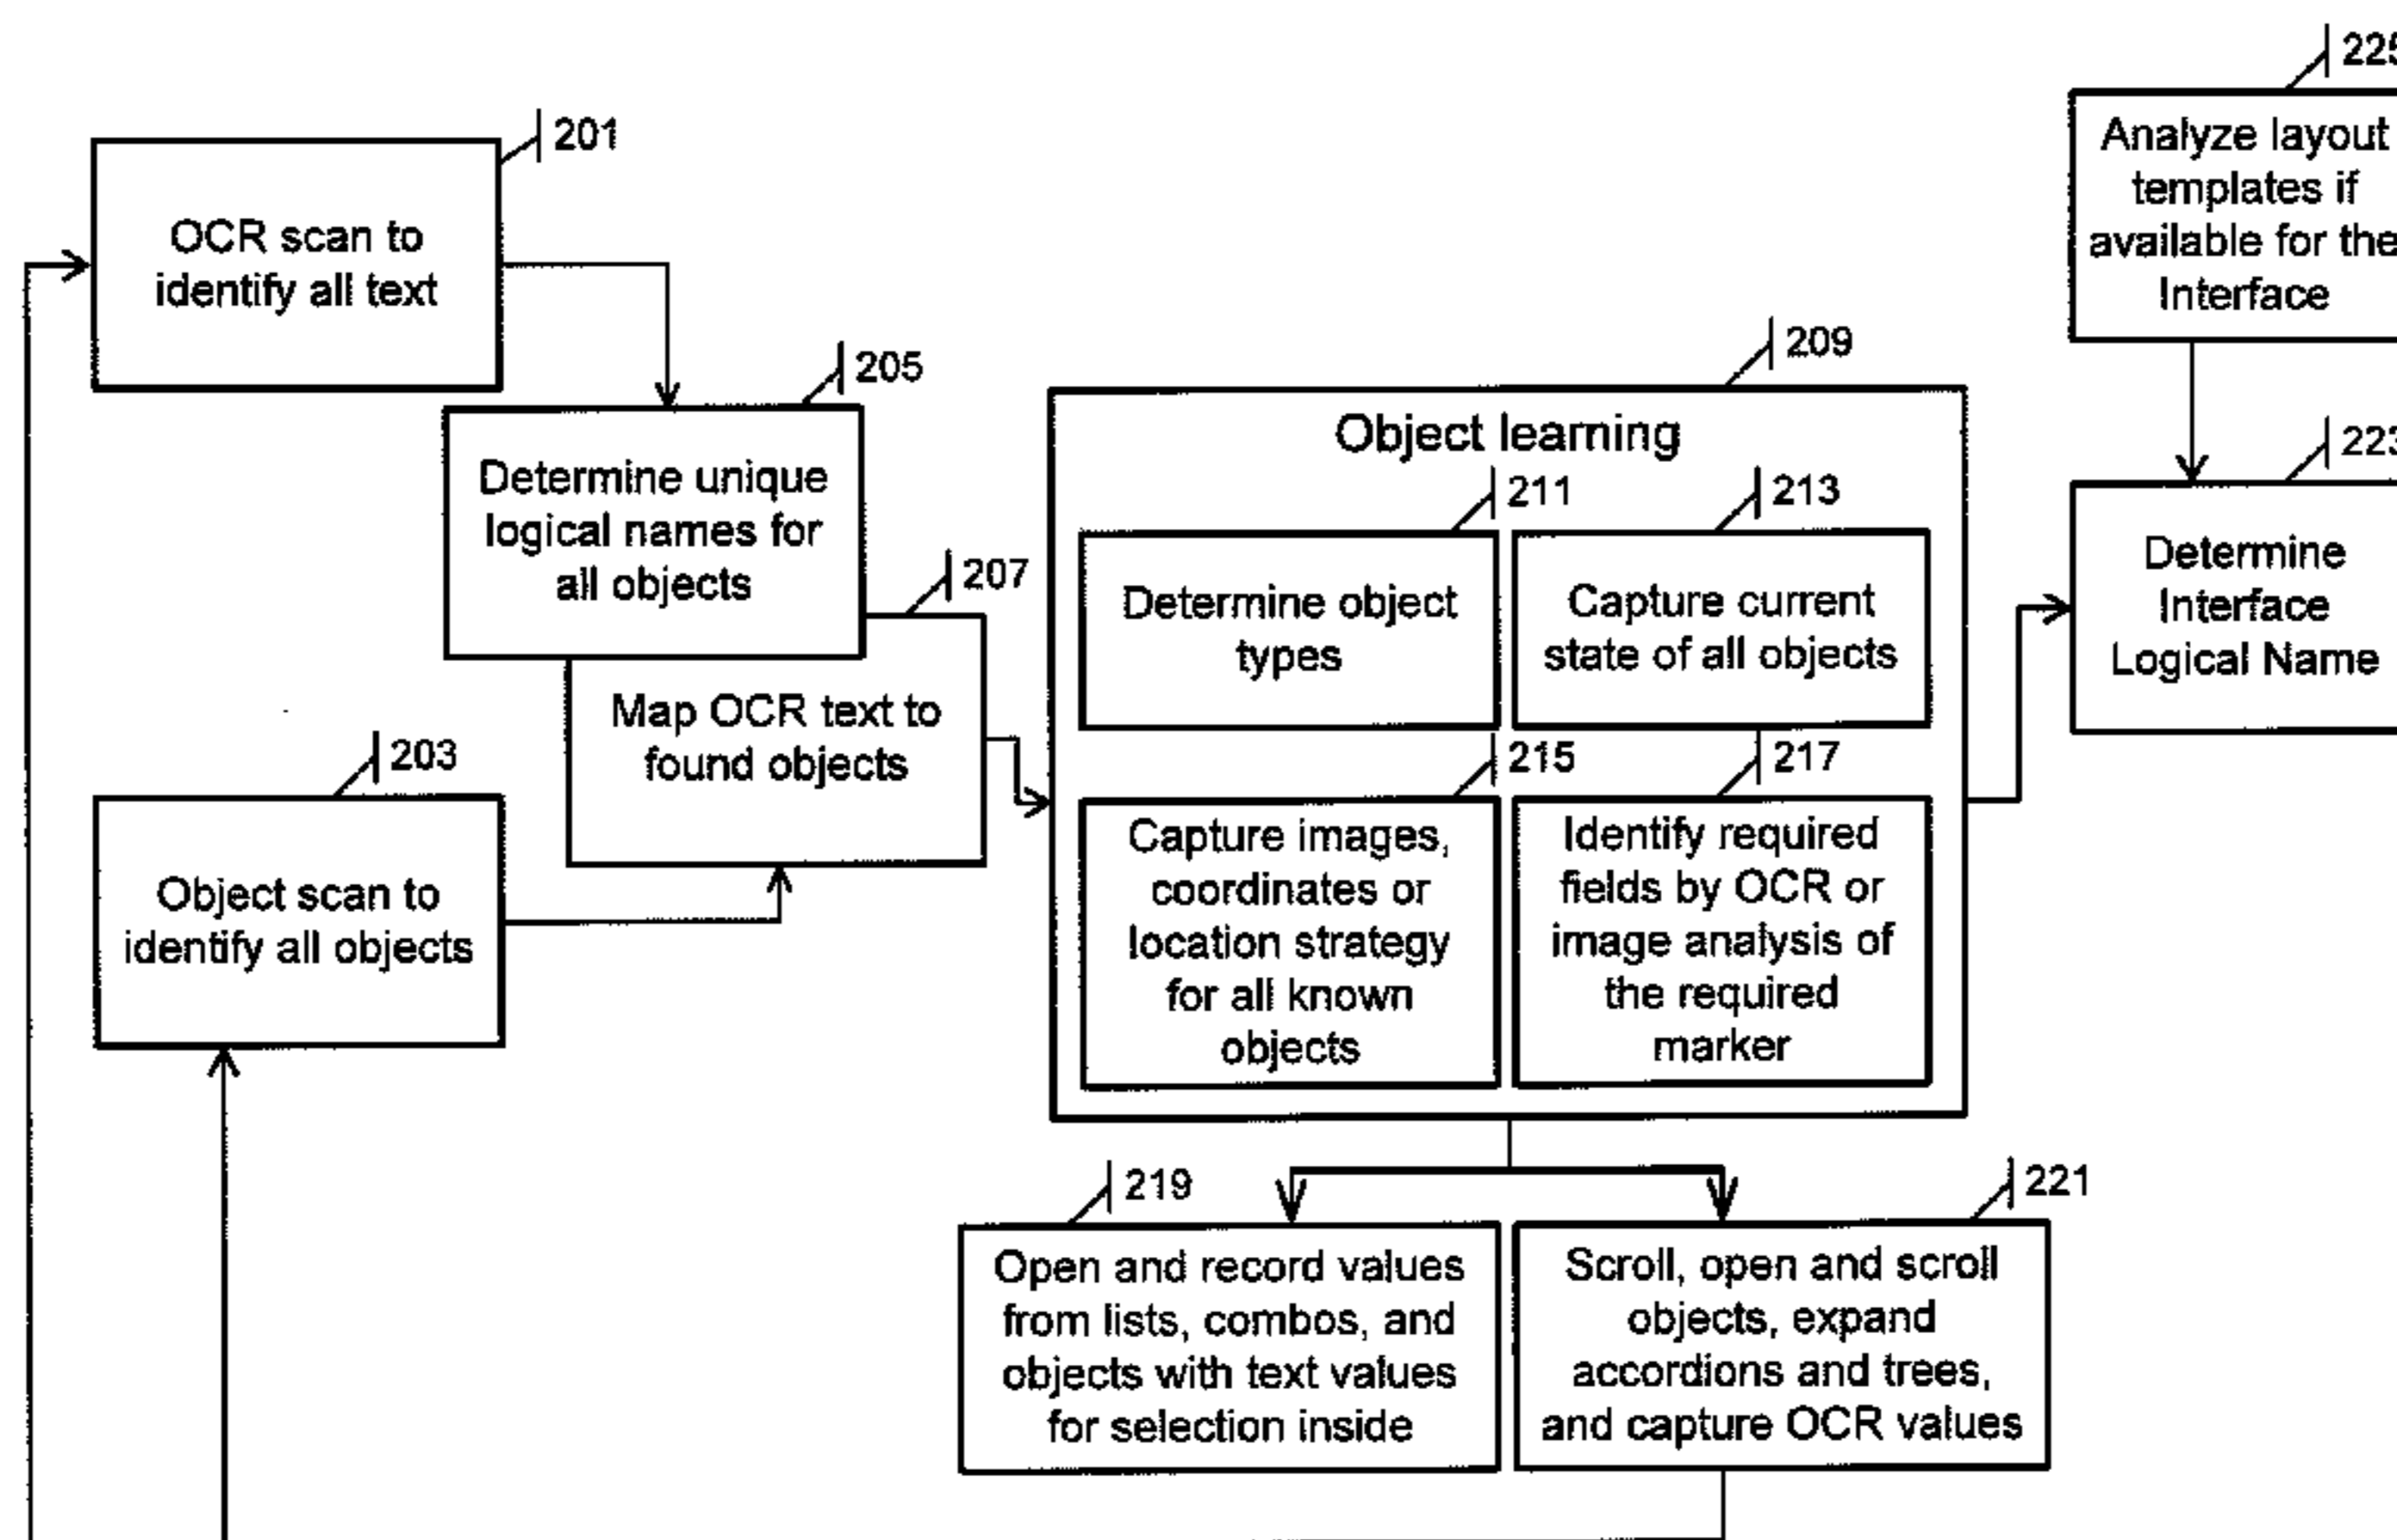 201
OCR scan to
identify all text
205
Determine unique
logical names for
all objects
207
Map OCR text to
found objects
203
Object scan to
identify all objects
209
Object learning
211
Determine object
types
213
Capture current
state of all objects
215
Capture images,
coordinates or
location strategy
for all known
objects
217
Identify required
fields by OCR or
image analysis of
the required
marker
219
Open and record values
from lists, combos, and
objects with text values
for selection inside
221
Scroll, open and scroll
objects, expand
accordions and trees,
and capture OCR values
225
Analyze layout
templates if
available for the
Interface
223
Determine
Interface
Logical Name